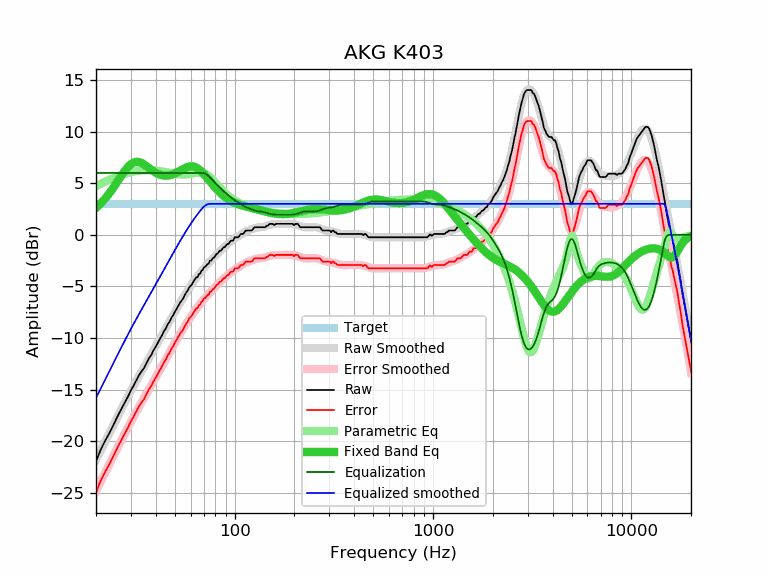 AKG K403
15
10
5
0
−5
−10
−15
−20
−25
Amplitude (dBr)
Target
Raw Smoothed
Error Smoothed
Raw
Error
Parametric Eq
Fixed Band Eq
Equalization
Equalized smoothed
100
1000
10000
Frequency (Hz)